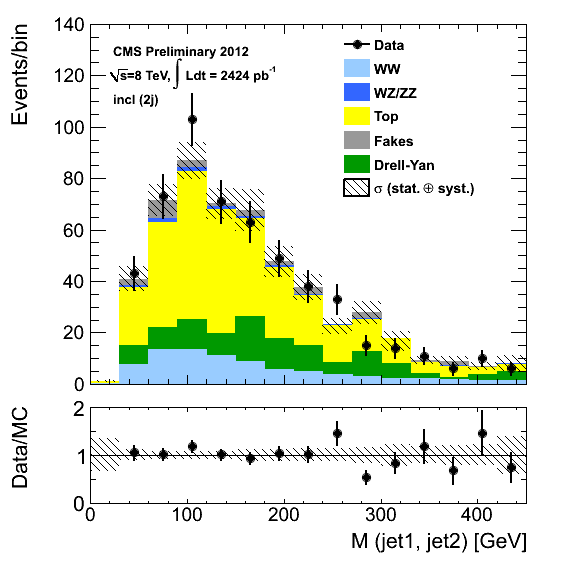 Events/bin
140
120
100
80
60
40
20
0
CMS Preliminary 2012
√s=8 TeV, ∫ Ldt = 2424 pb⁻¹
incl (2j)
Data
WW
WZ/ZZ
Top
Fakes
Drell-Yan
σ (stat. ⊕ syst.)
Data/MC
2
1
0
0 100 200 300 400
M (jet1, jet2) [GeV]